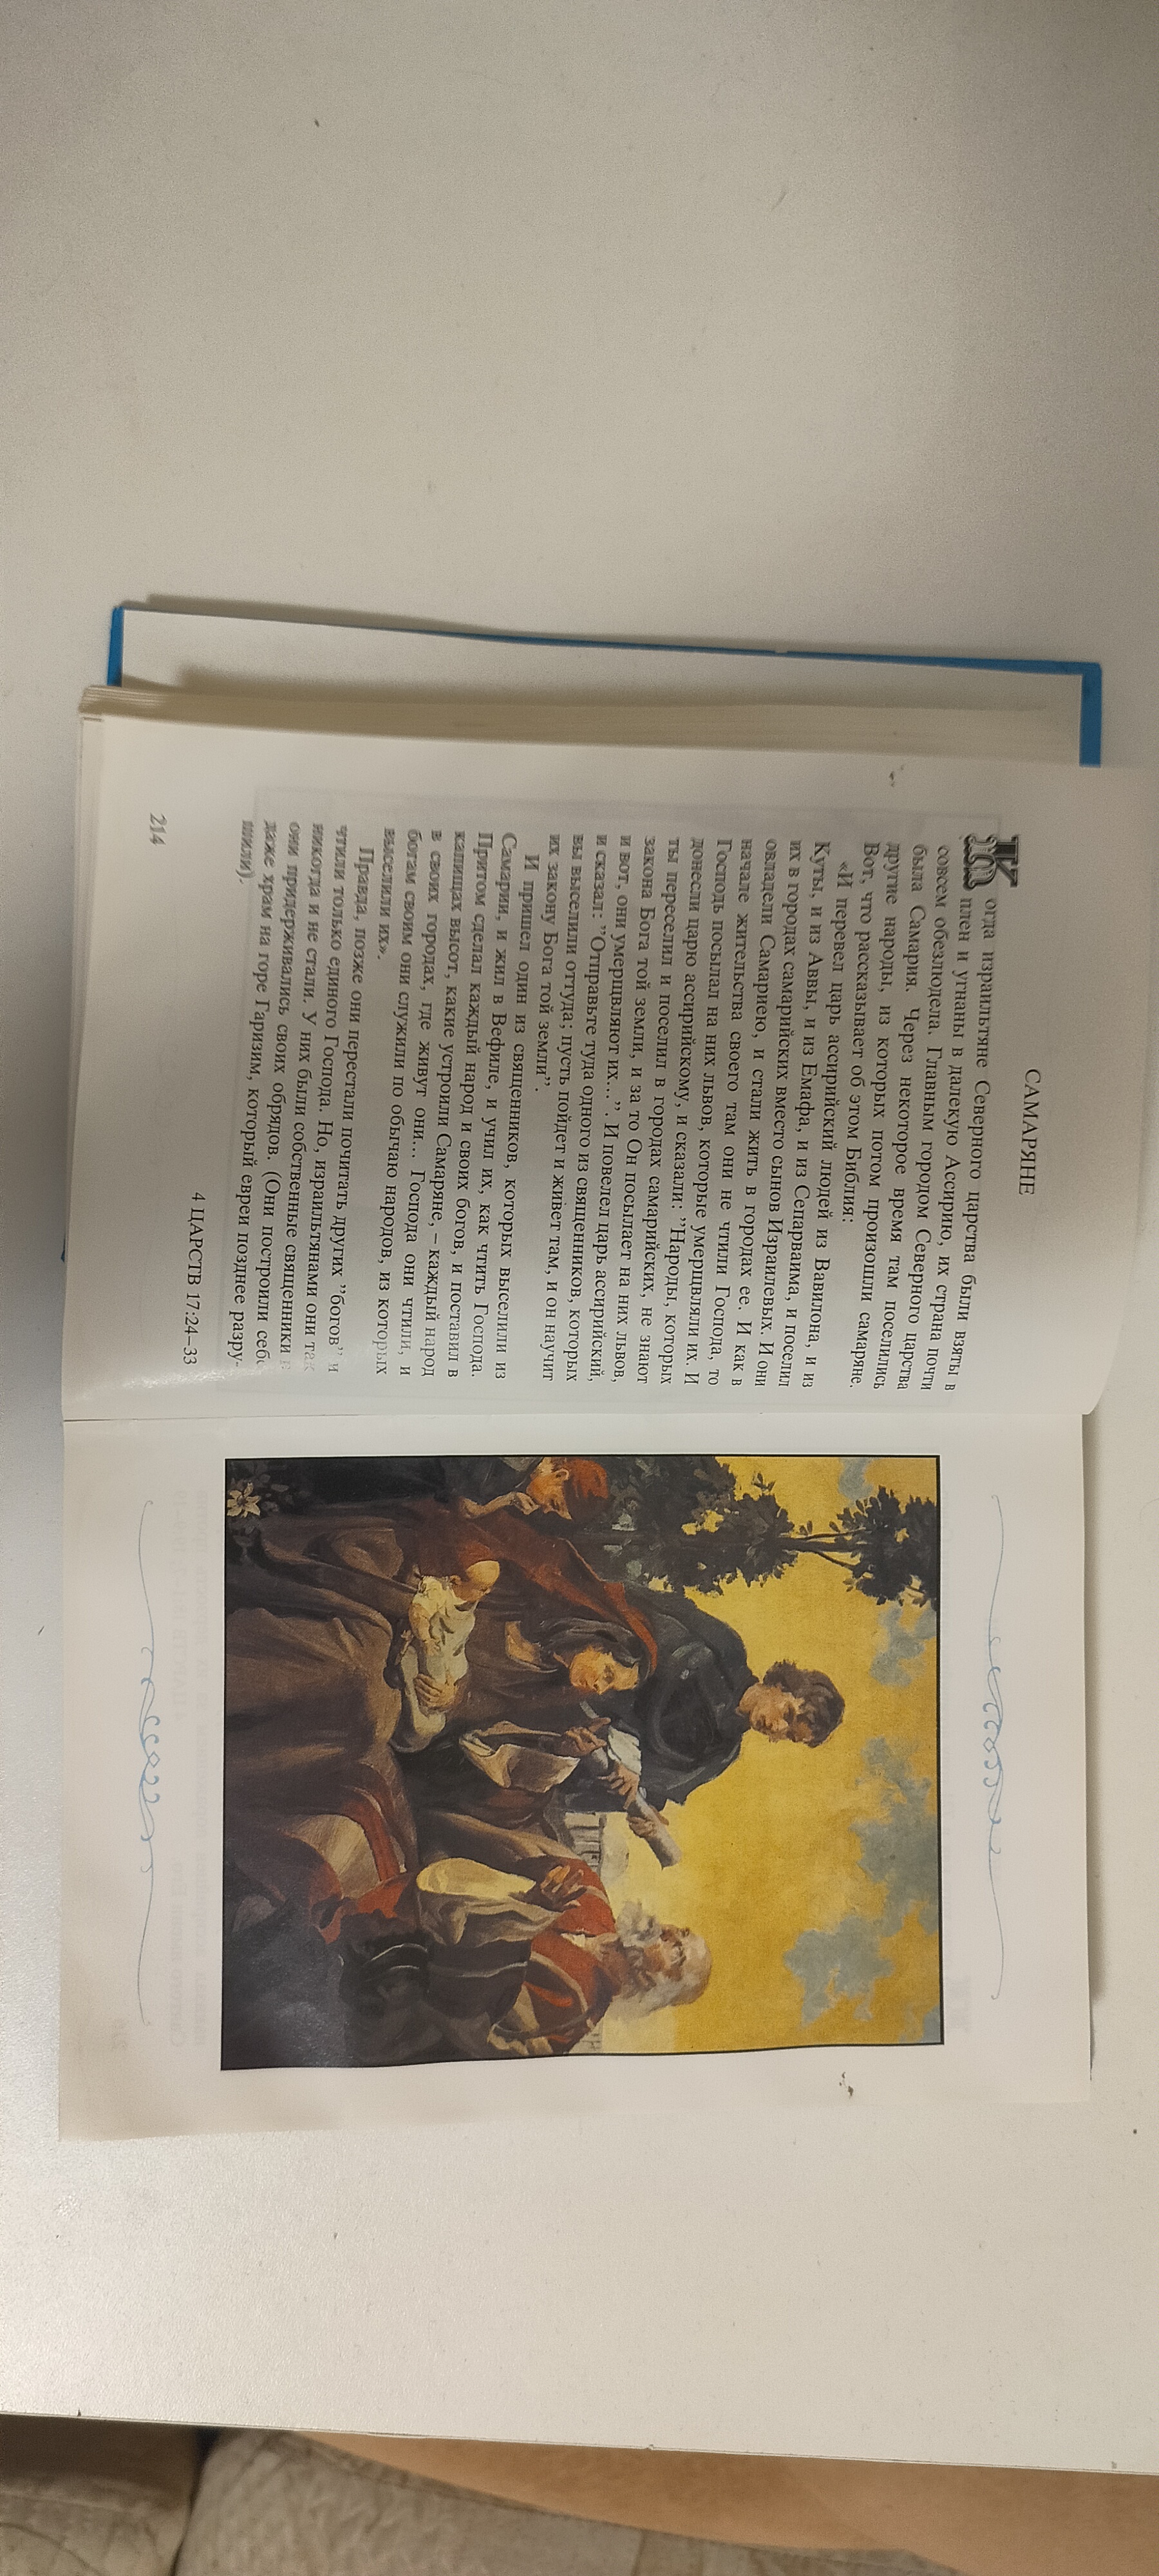 САМАРЯНЕ
Когда израильтяне Северного царства были взяты в
плен и угнаны в далекую Ассирию, их страна почти
совсем обезлюдела. Главным городом Северного царства
была Самария. Через некоторое время там поселились
другие народы, из которых потом произошли самаряне.
Вот, что рассказывает об этом Библия:
«И перевел царь ассирийский людей из Вавилона, и из
Куты, и из Аввы, и из Емафа, и из Сепарваима, и поселил
их в городах самарийских вместо сынов Израилевых. И они
овладели Самариею, и стали жить в городах ее. И как в
начале жительства своего там они не чтили Господа, то
Господь посылал на них львов, которые умерщвляли их. И
донесли царю ассирийскому, и сказали: ”Народы, которых
ты переселил и поселил в городах самарийских, не знают
закона Бога той земли, и за то Он посылает на них львов,
и вот, они умерщвляют их...”. И повелел царь ассирийский,
и сказал: ”Отправьте туда одного из священников, которых
вы выселили оттуда; пусть пойдет и живет там, и он научит
их закону Бога той земли”.
И пришел один из священников, которых выселили из
Самарии, и жил в Вефиле, и учил их, как чтить Господа.
Притом сделал каждый народ и своих богов, и поставил в
капищах высот, какие устроили Самаряне, – каждый народ
в своих городах, где живут они... Господа они чтили, и
богам своим они служили по обычаю народов, из которых
выселили их».
Правда, позже они перестали почитать других ”богов” и
чтили только единого Господа. Но, израильтянами они так
никогда и не стали. У них были собственные священники и
они придерживались своих обрядов. (Они построили себе
даже храм на горе Гаризим, который евреи позднее разру-
шили).
4 ЦАРСТВ 17:24–33
214